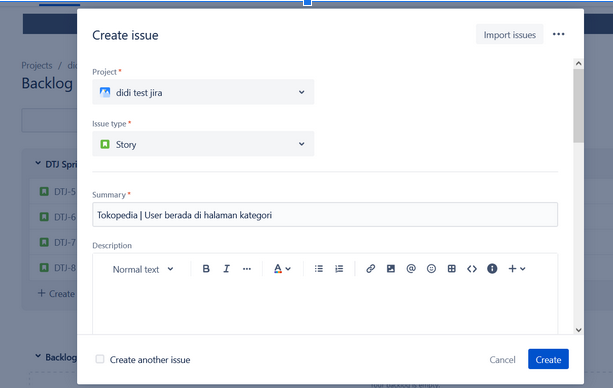 Create issue
Import issues
Projects /
Backlog
Project *
didi test jira
Issue type *
Story
DTJ Spri
DTJ-5
DTJ-6
DTJ-7
DTJ-8
+ Create
Summary *
Tokopedia | User berada di halaman kategori
Description
Normal text
B I A
Backlog
Create another issue
Cancel
Create